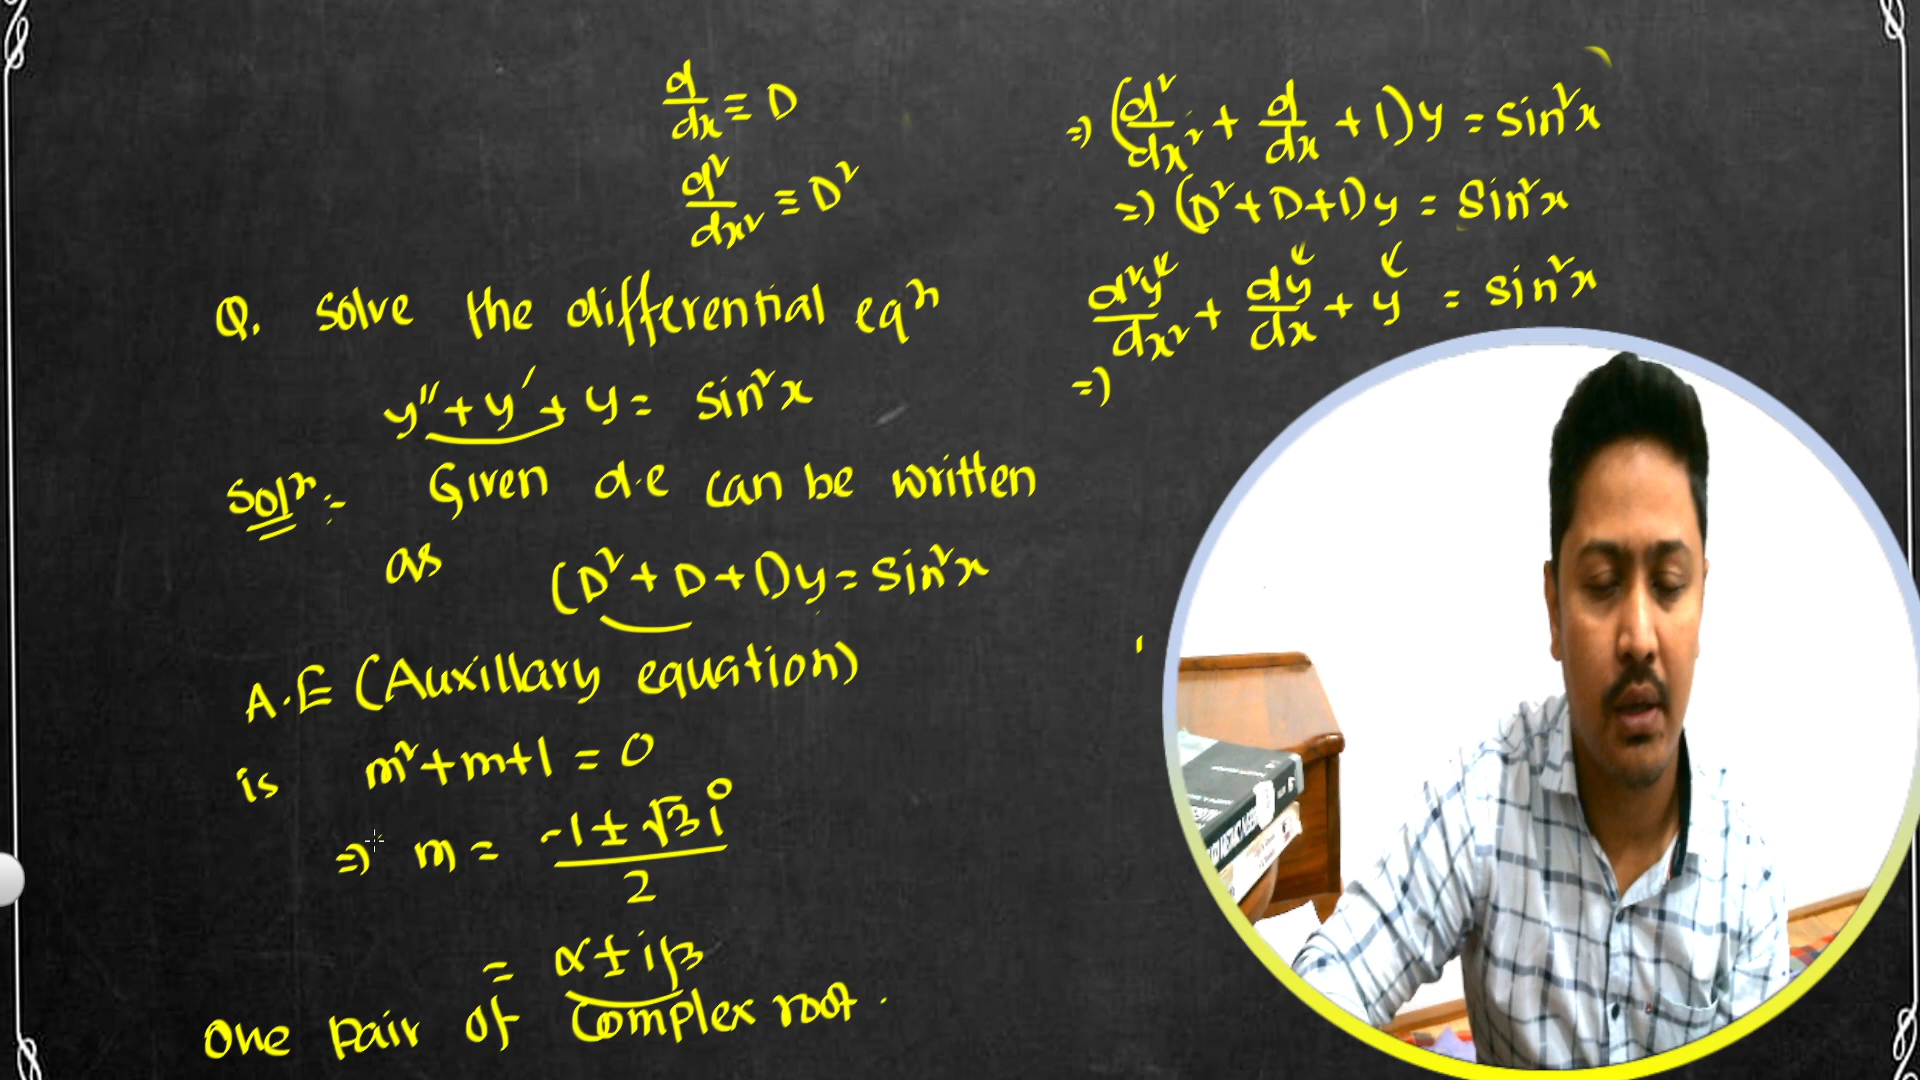 d/dx ≡ D
d²/dx² ≡ D²
Q. Solve the differential eqⁿ
y'' + y' + y = sin²x
Solⁿ:- Given d.e can be written
as (D² + D + 1)y = sin²x
A.E (Auxillary equation)
is m² + m + 1 = 0
⇒ m = (-1 ± √3 i)/2
= α ± iβ
One pair of complex root.
⇒ (d²/dx² + d/dx + 1)y = sin²x
⇒ (D² + D + 1)y = sin²x
d²y/dx² + dy/dx + y = sin²x
⇒